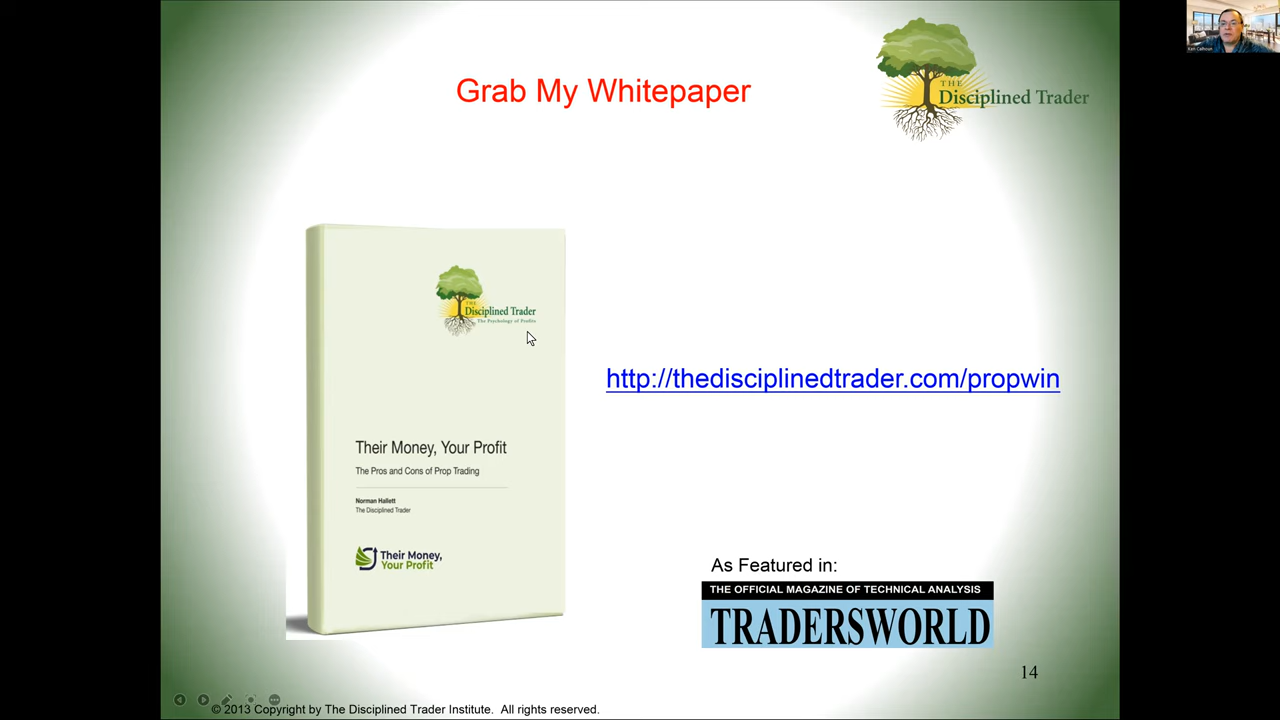 Grab My Whitepaper
THE
Disciplined Trader
Ken Calhoun
THE
Disciplined Trader
The Psychology of Profits
http://thedisciplinedtrader.com/propwin
Their Money, Your Profit
The Pros and Cons of Prop Trading
Norman Hallett
The Disciplined Trader
Their Money,
Your Profit
As Featured in:
THE OFFICIAL MAGAZINE OF TECHNICAL ANALYSIS
TRADERSWORLD
14
© 2013 Copyright by The Disciplined Trader Institute. All rights reserved.